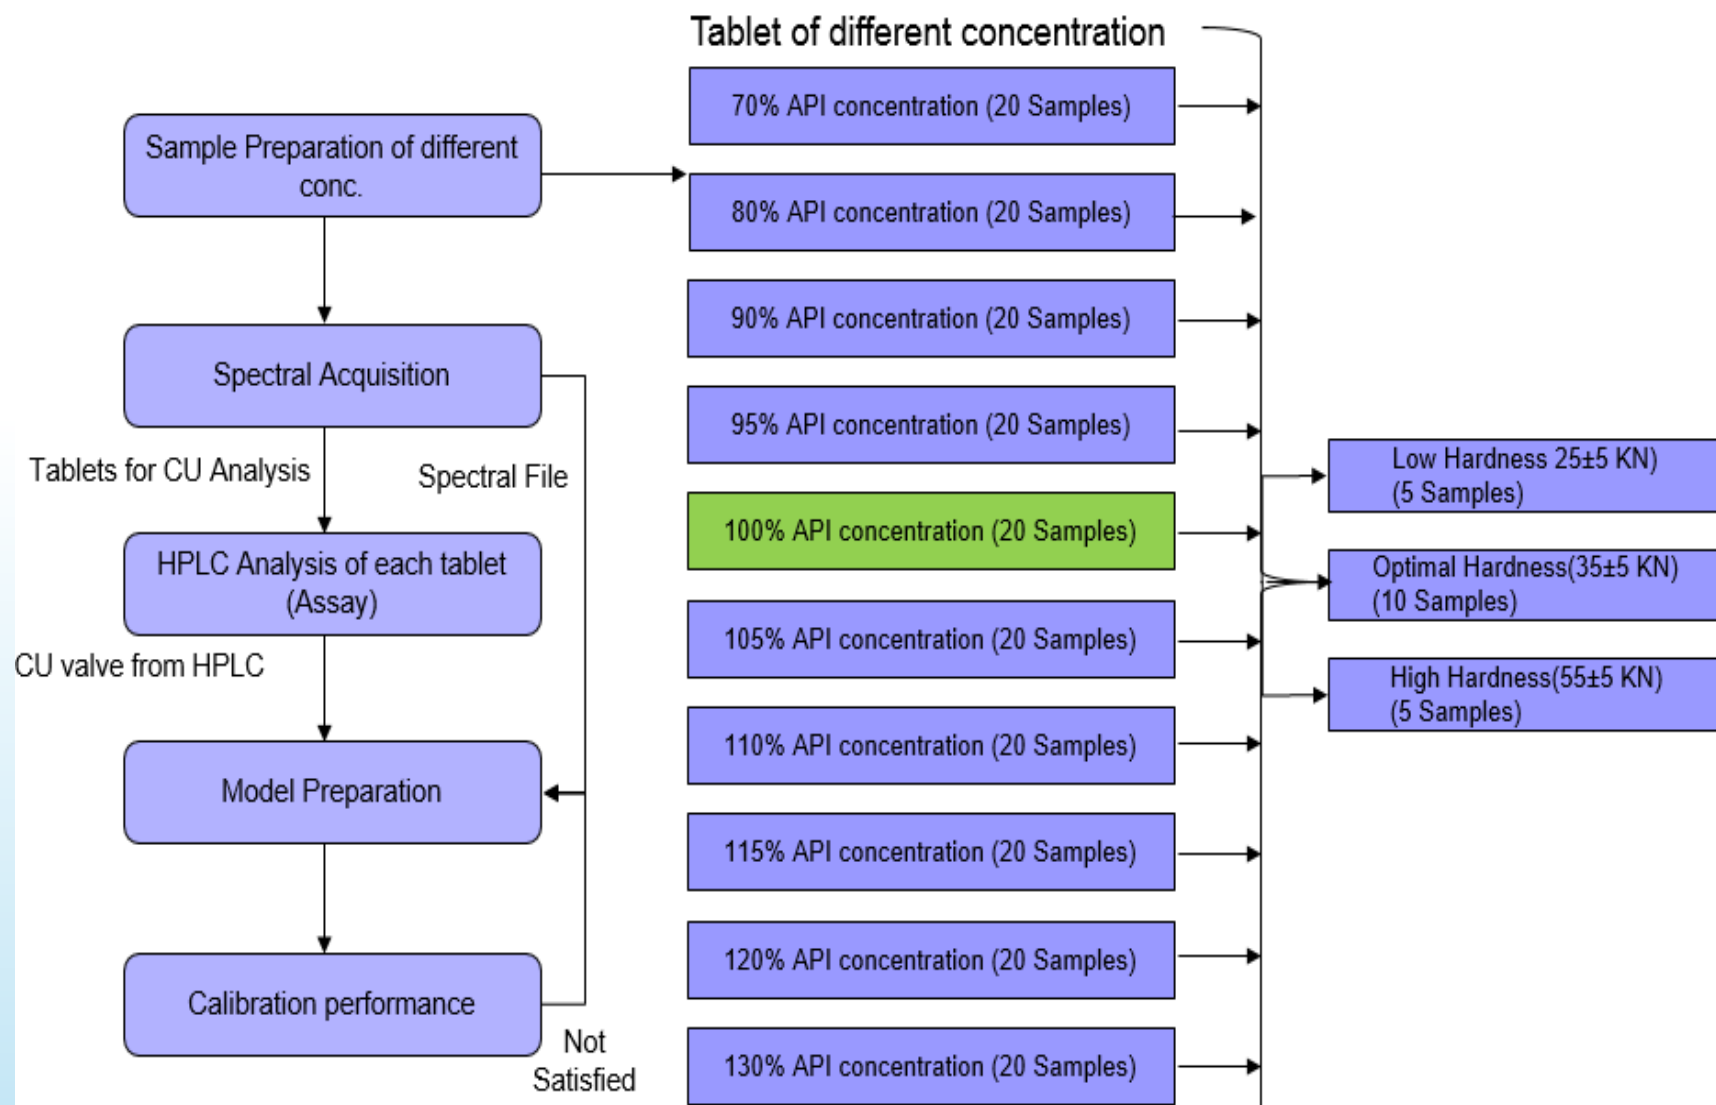 Tablet of different concentration
Sample Preparation of different
conc.
Spectral Acquisition
Tablets for CU Analysis
Spectral File
HPLC Analysis of each tablet
(Assay)
CU valve from HPLC
Model Preparation
Calibration performance
Not
Satisfied
70% API concentration (20 Samples)
80% API concentration (20 Samples)
90% API concentration (20 Samples)
95% API concentration (20 Samples)
100% API concentration (20 Samples)
105% API concentration (20 Samples)
110% API concentration (20 Samples)
115% API concentration (20 Samples)
120% API concentration (20 Samples)
130% API concentration (20 Samples)
Low Hardness 25±5 KN)
(5 Samples)
Optimal Hardness(35±5 KN)
(10 Samples)
High Hardness(55±5 KN)
(5 Samples)